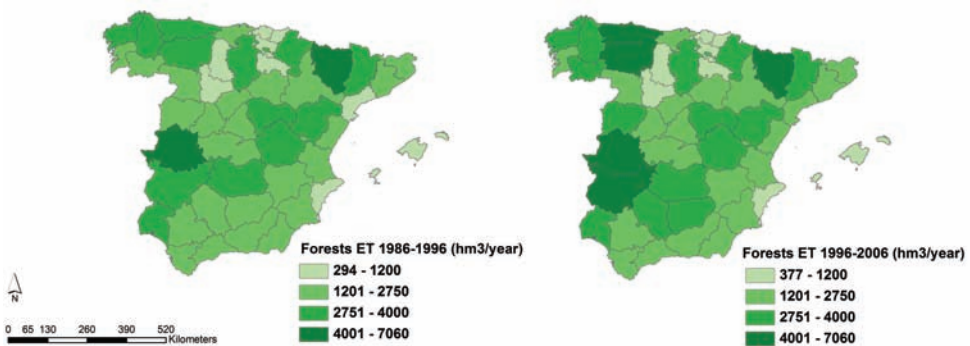 Forests ET 1986-1996 (hm3/year)
294 - 1200
1201 - 2750
2751 - 4000
4001 - 7060
Forests ET 1996-2006 (hm3/year)
377 - 1200
1201 - 2750
2751 - 4000
4001 - 7060
N
0 65 130 260 390 520
Kilometers